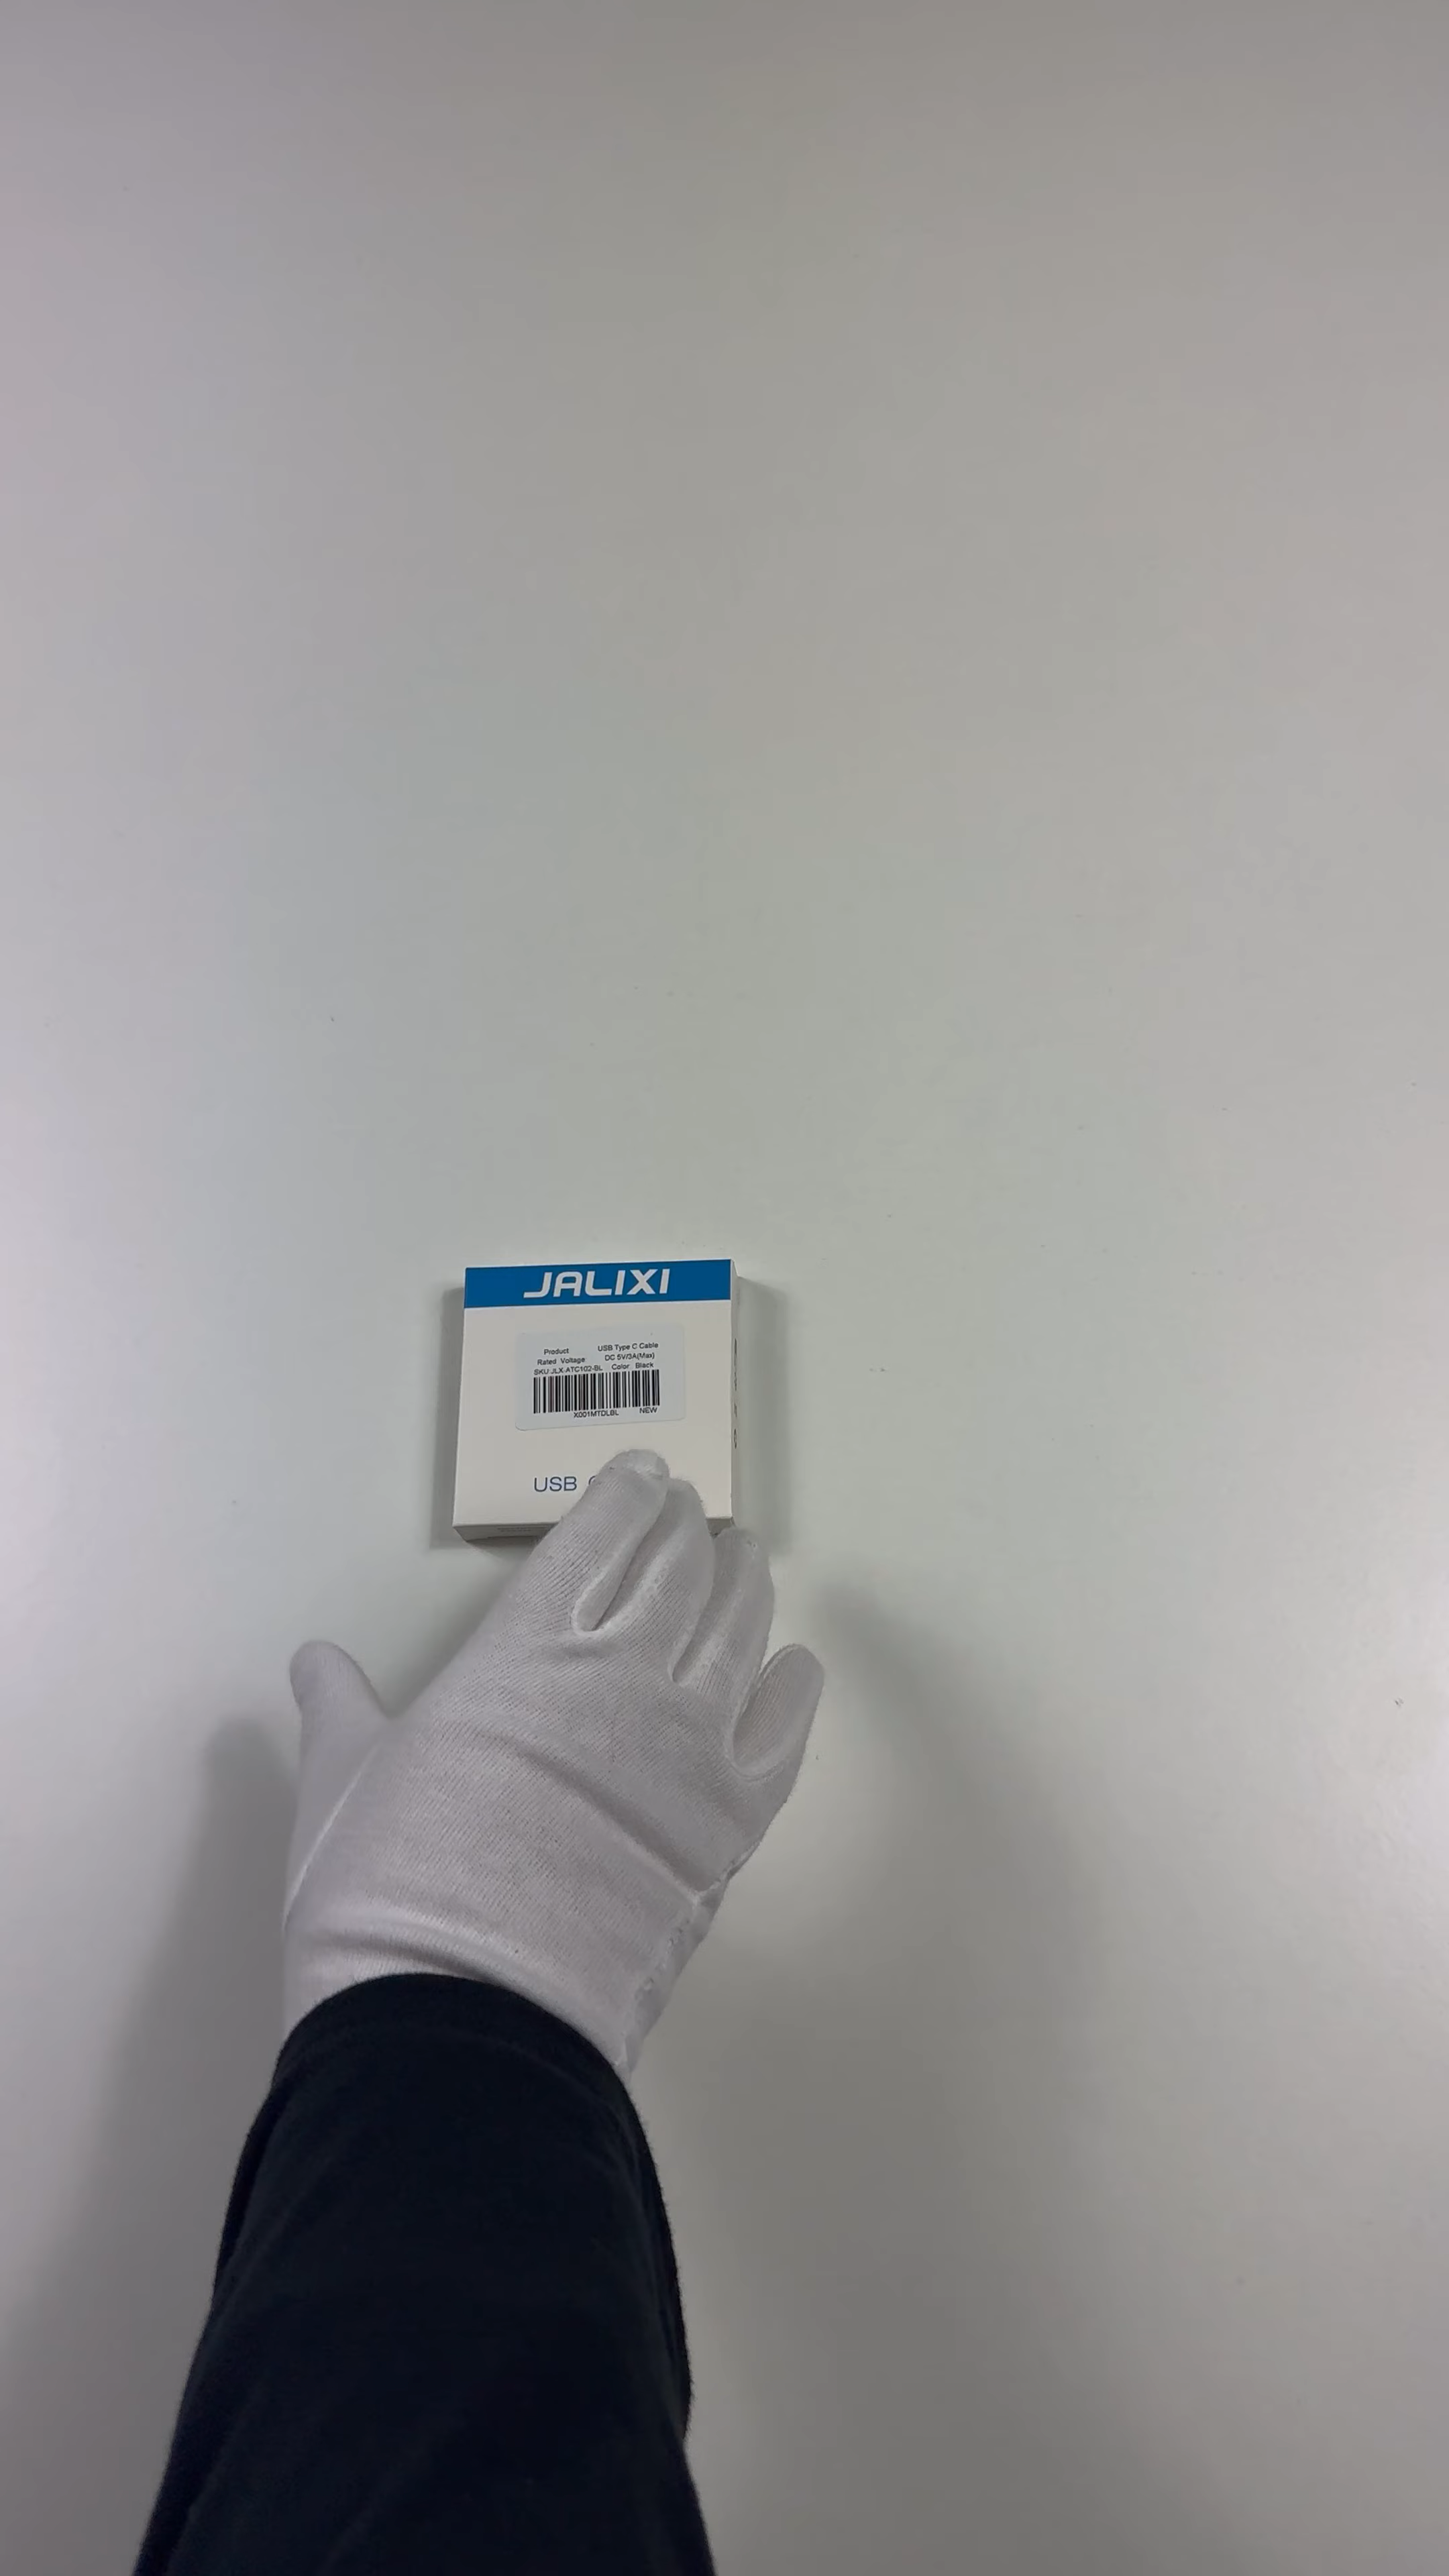 JALIXI
Product USB Type C Cable
Rated Voltage DC 5V/3A(Max)
SKU:JLX-ATC102-BL Color Black
X001MTDLBL NEW
USB